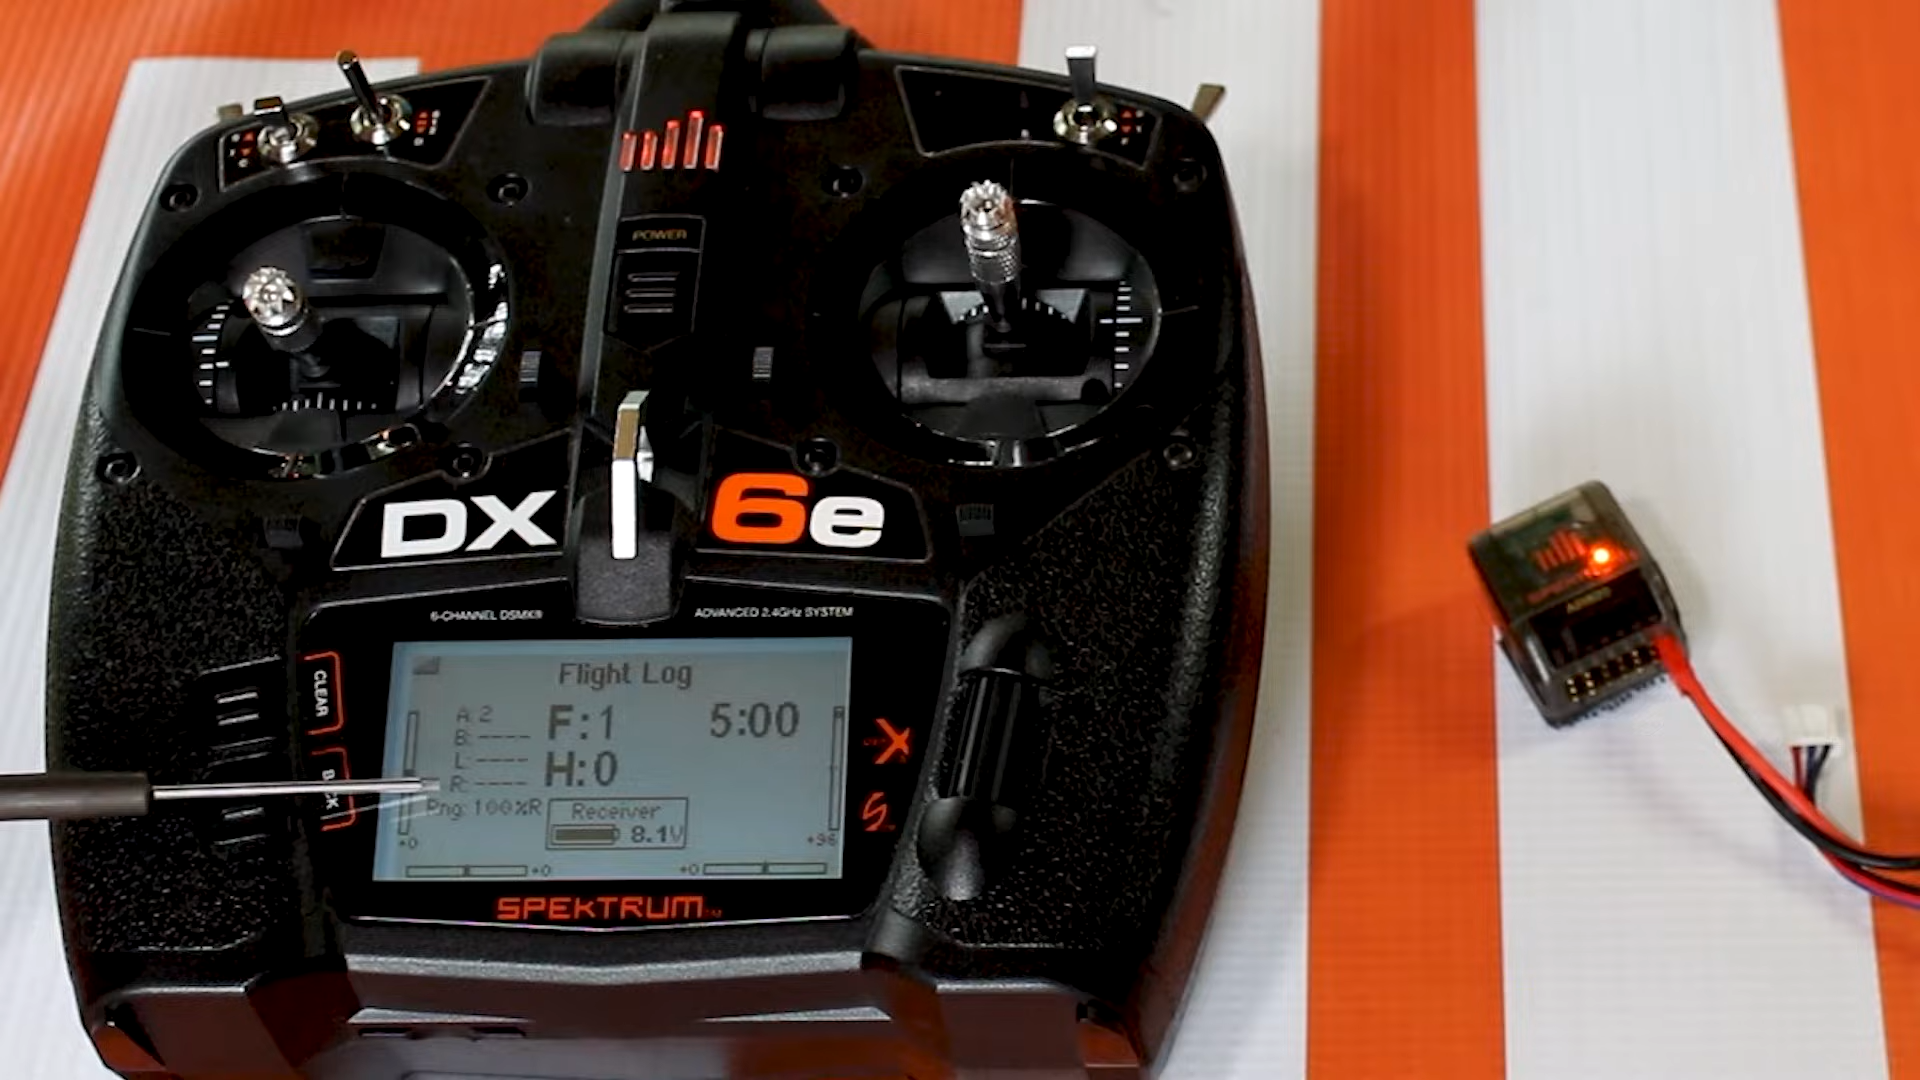 POWER
DX 6e
6-CHANNEL DSMX® ADVANCED 2.4GHz SYSTEM
CLEAR
BACK
Flight Log
A: 2 F:1 5:00
B: ----
L: ---- H:0
R: ----
Rng: 100%R Receiver
8.1V
+0 +96
+0 +0
X
SPEKTRUM